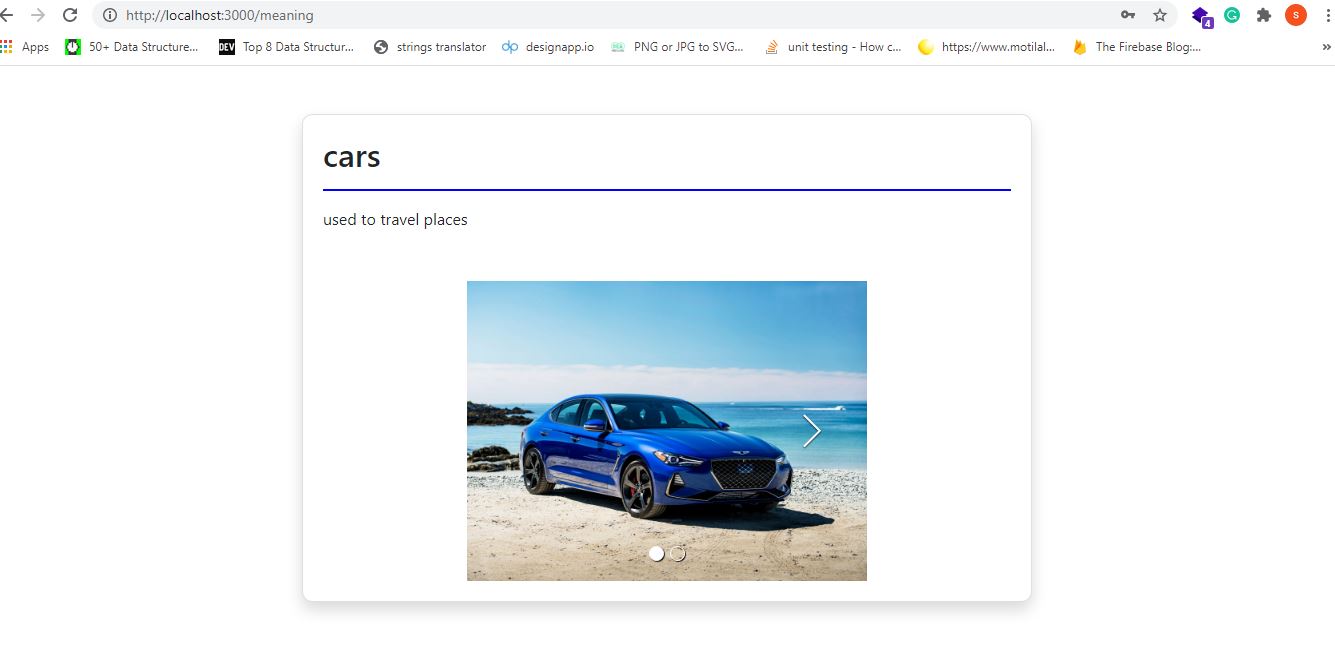 http://localhost:3000/meaning
4
s
Apps
50+ Data Structure...
DEV
Top 8 Data Structur...
strings translator
dp
designapp.io
PNG or JPG to SVG...
unit testing - How c...
https://www.motilal...
The Firebase Blog:...
»
cars
used to travel places